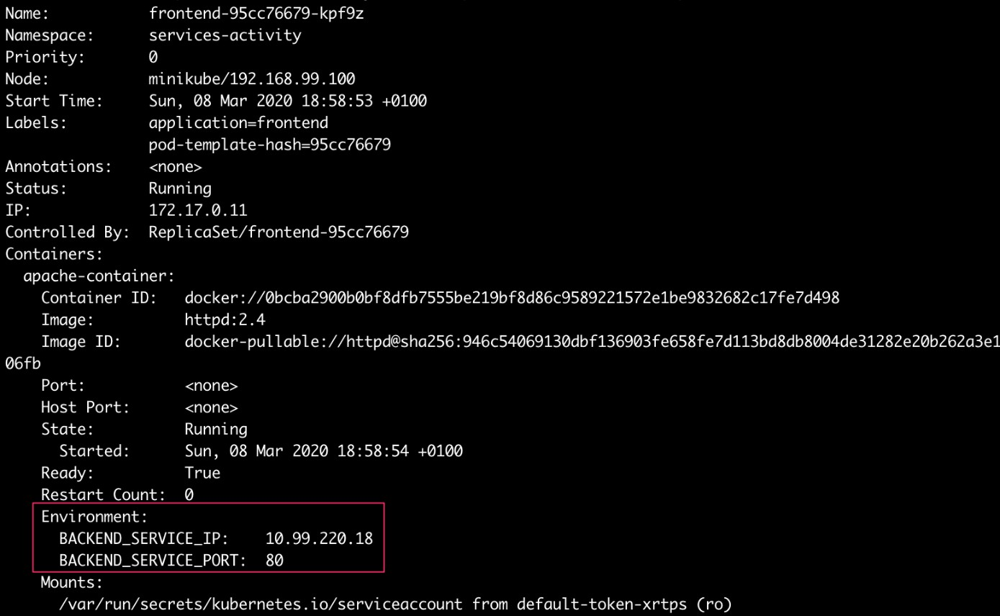 Name: frontend-95cc76679-kpf9z
Namespace: services-activity
Priority: 0
Node: minikube/192.168.99.100
Start Time: Sun, 08 Mar 2020 18:58:53 +0100
Labels: application=frontend
pod-template-hash=95cc76679
Annotations: <none>
Status: Running
IP: 172.17.0.11
Controlled By: ReplicaSet/frontend-95cc76679
Containers:
apache-container:
Container ID: docker://0bcba2900b0bf8dfb7555be219bf8d86c9589221572e1be9832682c17fe7d498
Image: httpd:2.4
Image ID: docker-pullable://httpd@sha256:946c54069130dbf136903fe658fe7d113bd8db8004de31282e20b262a3e1
06fb
Port: <none>
Host Port: <none>
State: Running
Started: Sun, 08 Mar 2020 18:58:54 +0100
Ready: True
Restart Count: 0
Environment:
BACKEND_SERVICE_IP: 10.99.220.18
BACKEND_SERVICE_PORT: 80
Mounts:
/var/run/secrets/kubernetes.io/serviceaccount from default-token-xrtps (ro)